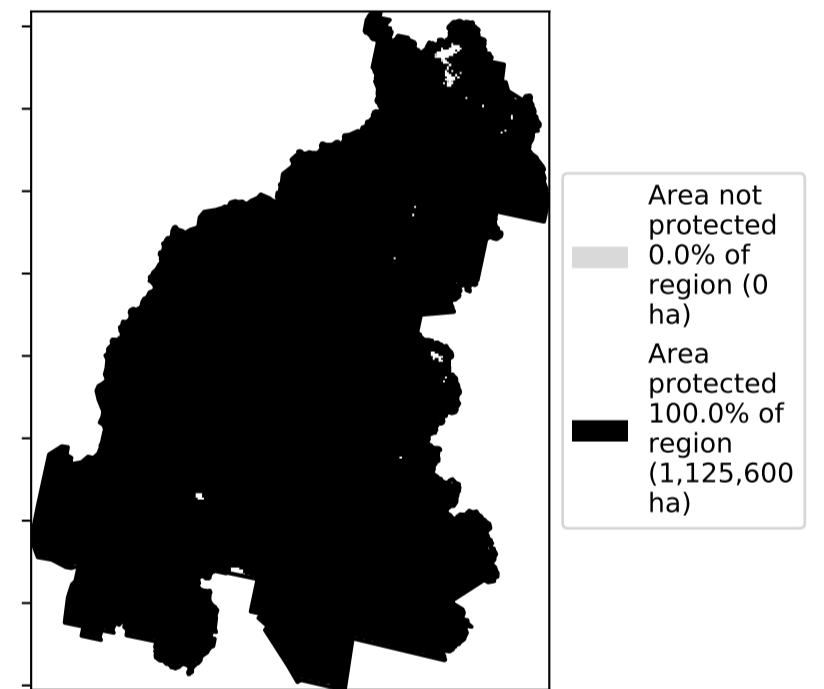 Area not
protected
0.0% of
region (0
ha)
Area
protected
100.0% of
region
(1,125,600
ha)